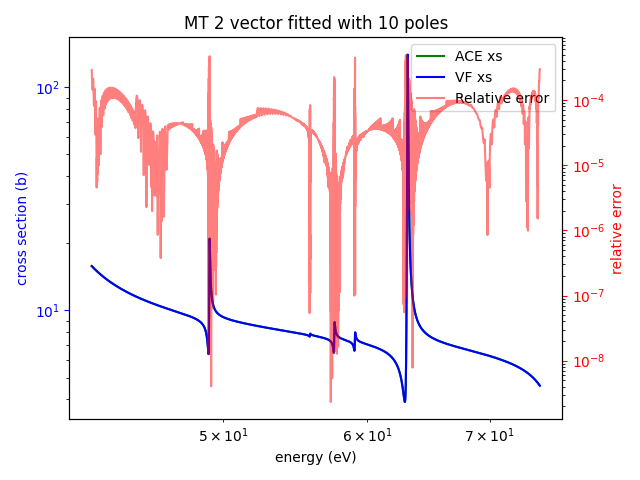 MT 2 vector fitted with 10 poles
ACE xs
VF xs
Relative error
cross section (b)
10²
10¹
10⁻⁴
10⁻⁵
10⁻⁶
10⁻⁷
10⁻⁸
relative error
5 × 10¹
6 × 10¹
7 × 10¹
energy (eV)